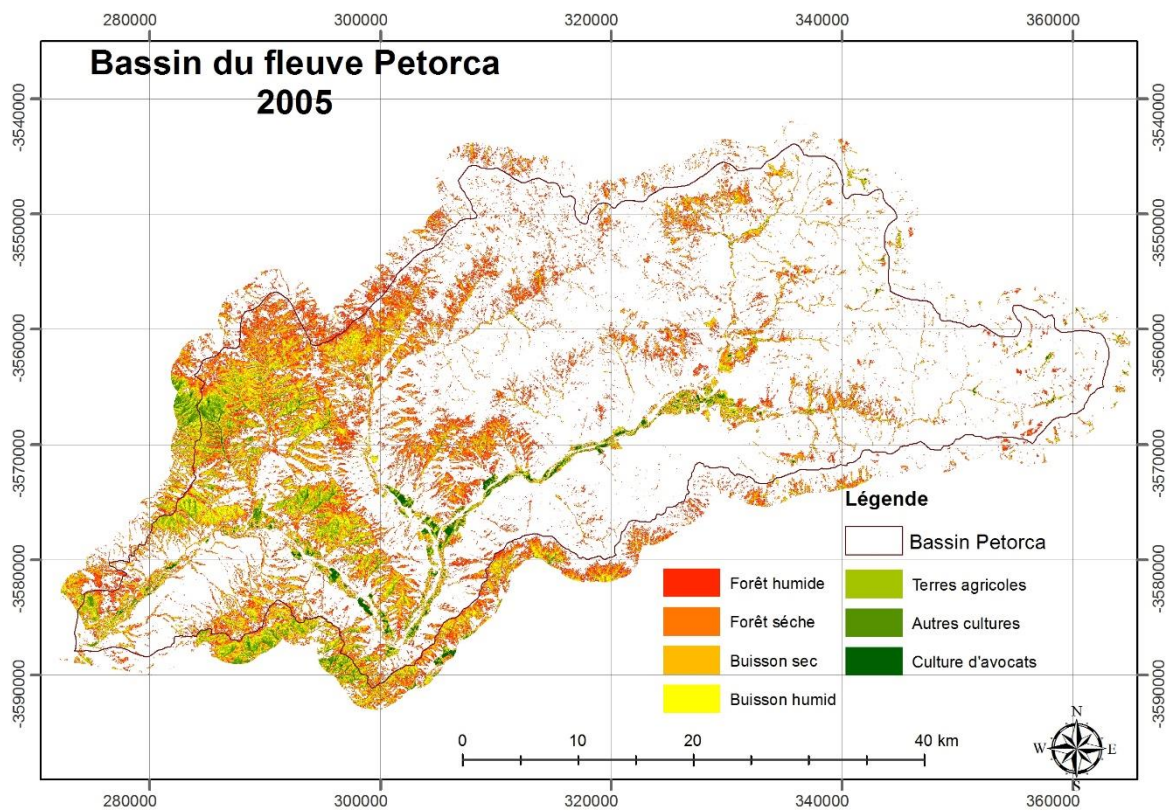 280000 300000 320000 340000 360000
Bassin du fleuve Petorca
2005
-3540000 -3540000
-3550000 -3550000
-3560000 -3560000
-3570000 -3570000
-3580000 -3580000
-3590000 -3590000
Légende
Bassin Petorca
Forêt humide
Forêt séche
Buisson sec
Buisson humid
Terres agricoles
Autres cultures
Culture d'avocats
0 10 20 40 km
N
W E
S
280000 300000 320000 340000 360000